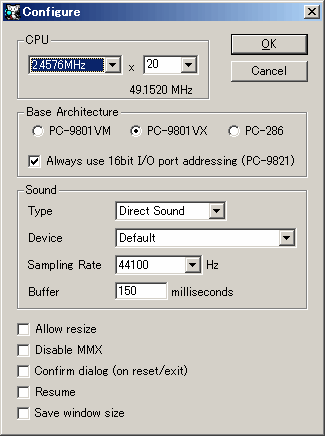 Configure
CPU
2.4576MHz x 20
49.1520 MHz
OK
Cancel
Base Architecture
PC-9801VM PC-9801VX PC-286
Always use 16bit I/O port addressing (PC-9821)
Sound
Type Direct Sound
Device Default
Sampling Rate 44100 Hz
Buffer 150 milliseconds
Allow resize
Disable MMX
Confirm dialog (on reset/exit)
Resume
Save window size